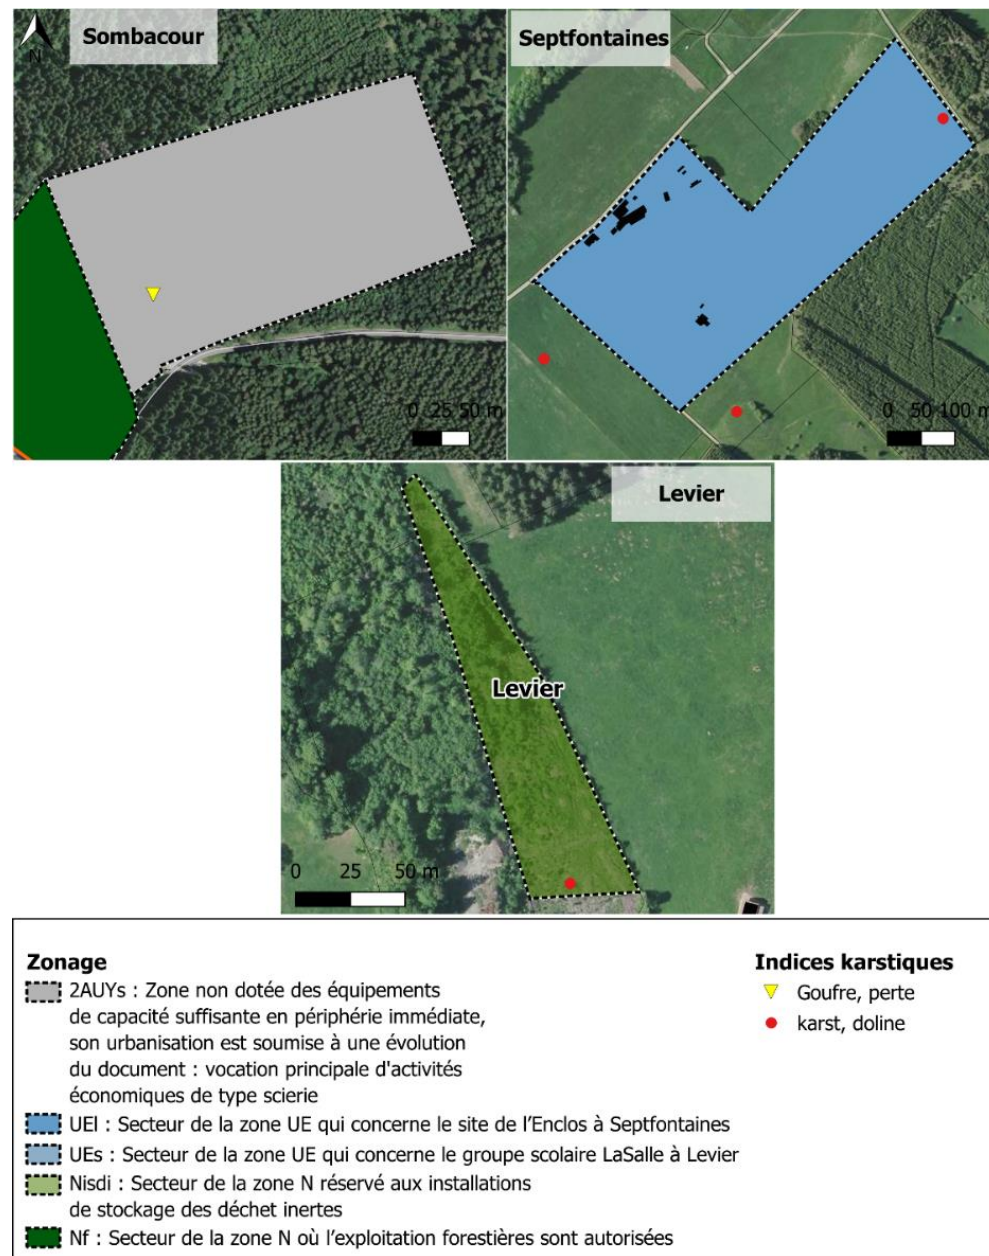 Sombacour
N
0 25 50 m
Septfontaines
0 50 100 m
Levier
Levier
0 25 50 m
Zonage
2AUYs : Zone non dotée des équipements
de capacité suffisante en périphérie immédiate,
son urbanisation est soumise à une évolution
du document : vocation principale d'activités
économiques de type scierie
UEl : Secteur de la zone UE qui concerne le site de l’Enclos à Septfontaines
UEs : Secteur de la zone UE qui concerne le groupe scolaire LaSalle à Levier
Nisdi : Secteur de la zone N réservé aux installations
de stockage des déchet inertes
Nf : Secteur de la zone N où l’exploitation forestières sont autorisées
Indices karstiques
Goufre, perte
karst, doline